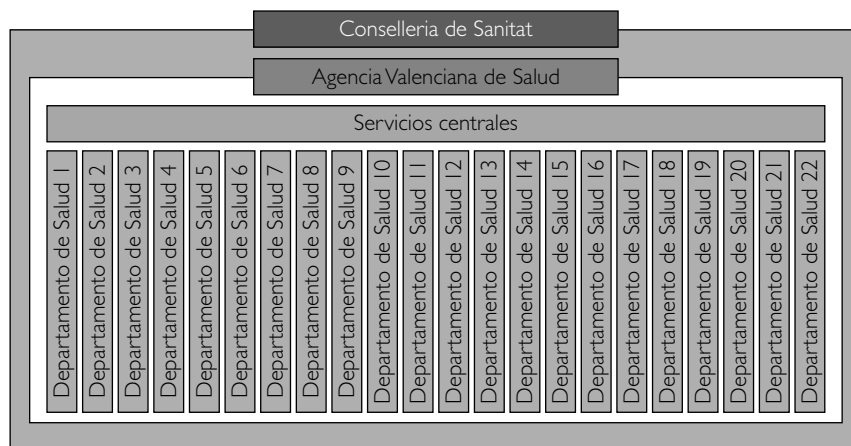 Conselleria de Sanitat
Agencia Valenciana de Salud
Servicios centrales
Departamento de Salud 1
Departamento de Salud 2
Departamento de Salud 3
Departamento de Salud 4
Departamento de Salud 5
Departamento de Salud 6
Departamento de Salud 7
Departamento de Salud 8
Departamento de Salud 9
Departamento de Salud 10
Departamento de Salud 11
Departamento de Salud 12
Departamento de Salud 13
Departamento de Salud 14
Departamento de Salud 15
Departamento de Salud 16
Departamento de Salud 17
Departamento de Salud 18
Departamento de Salud 19
Departamento de Salud 20
Departamento de Salud 21
Departamento de Salud 22